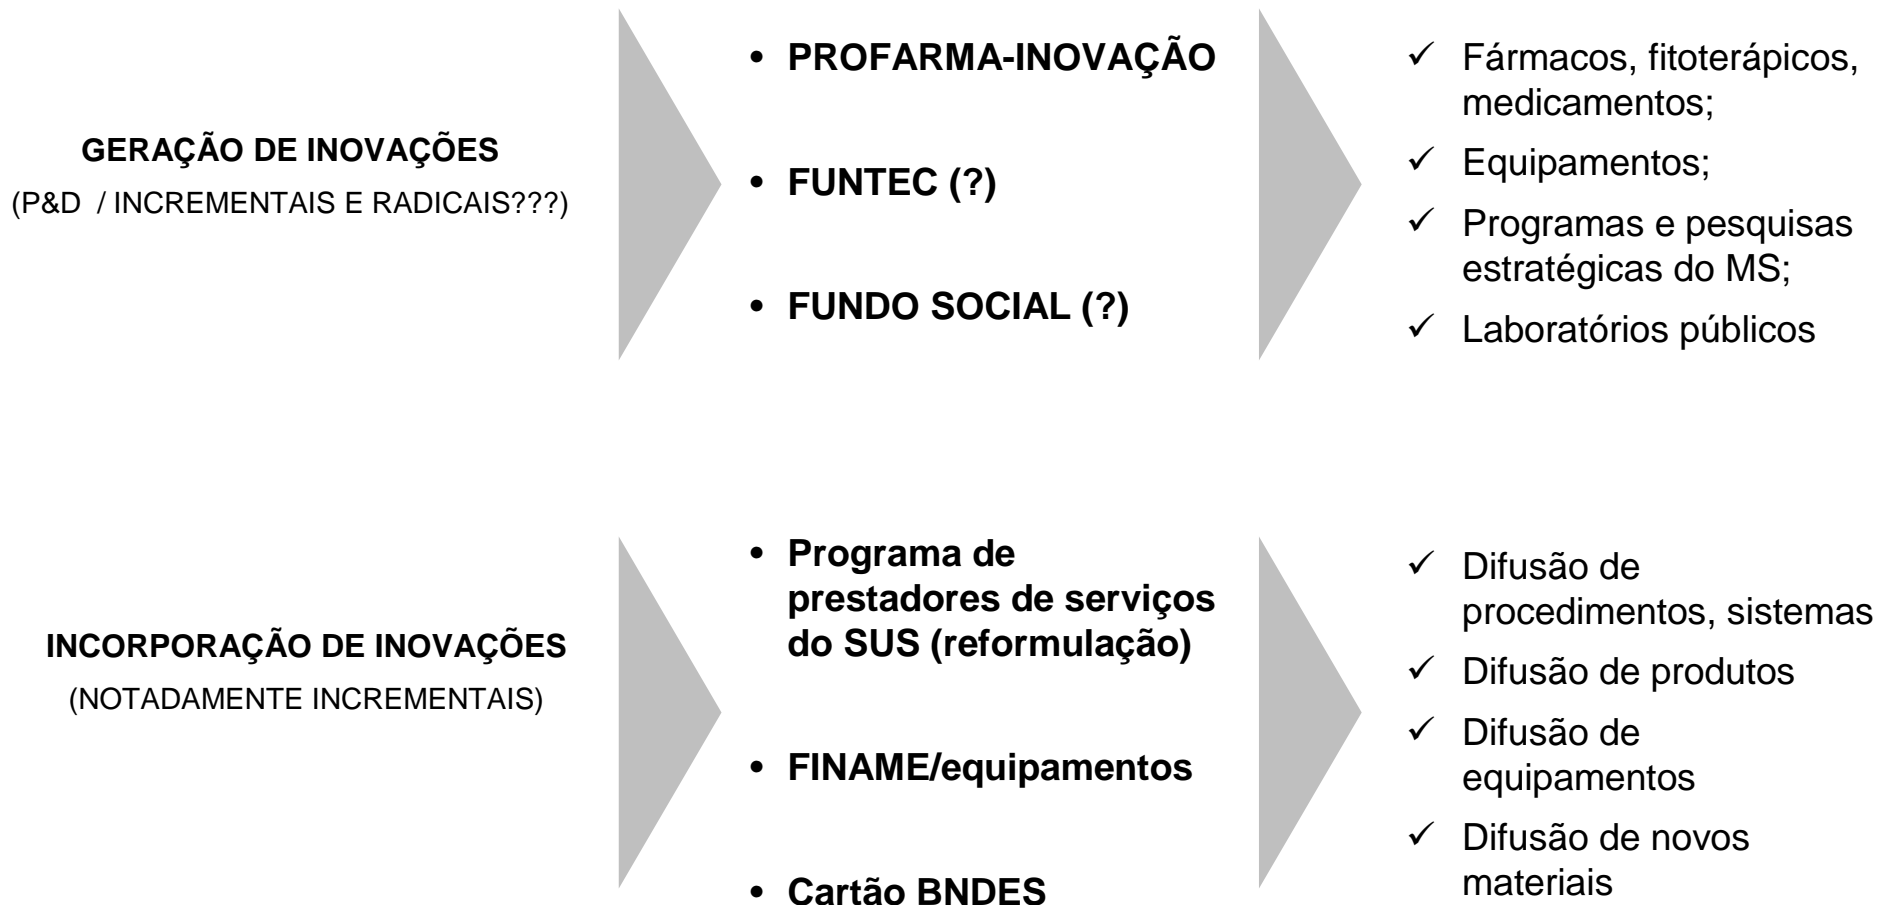 GERAÇÃO DE INOVAÇÕES
(P&D / INCREMENTAIS E RADICAIS???)
• PROFARMA-INOVAÇÃO
• FUNTEC (?)
• FUNDO SOCIAL (?)
✓ Fármacos, fitoterápicos,
medicamentos;
✓ Equipamentos;
✓ Programas e pesquisas
estratégicas do MS;
✓ Laboratórios públicos
INCORPORAÇÃO DE INOVAÇÕES
(NOTADAMENTE INCREMENTAIS)
• Programa de
prestadores de serviços
do SUS (reformulação)
• FINAME/equipamentos
• Cartão BNDES
✓ Difusão de
procedimentos, sistemas
✓ Difusão de produtos
✓ Difusão de
equipamentos
✓ Difusão de novos
materiais